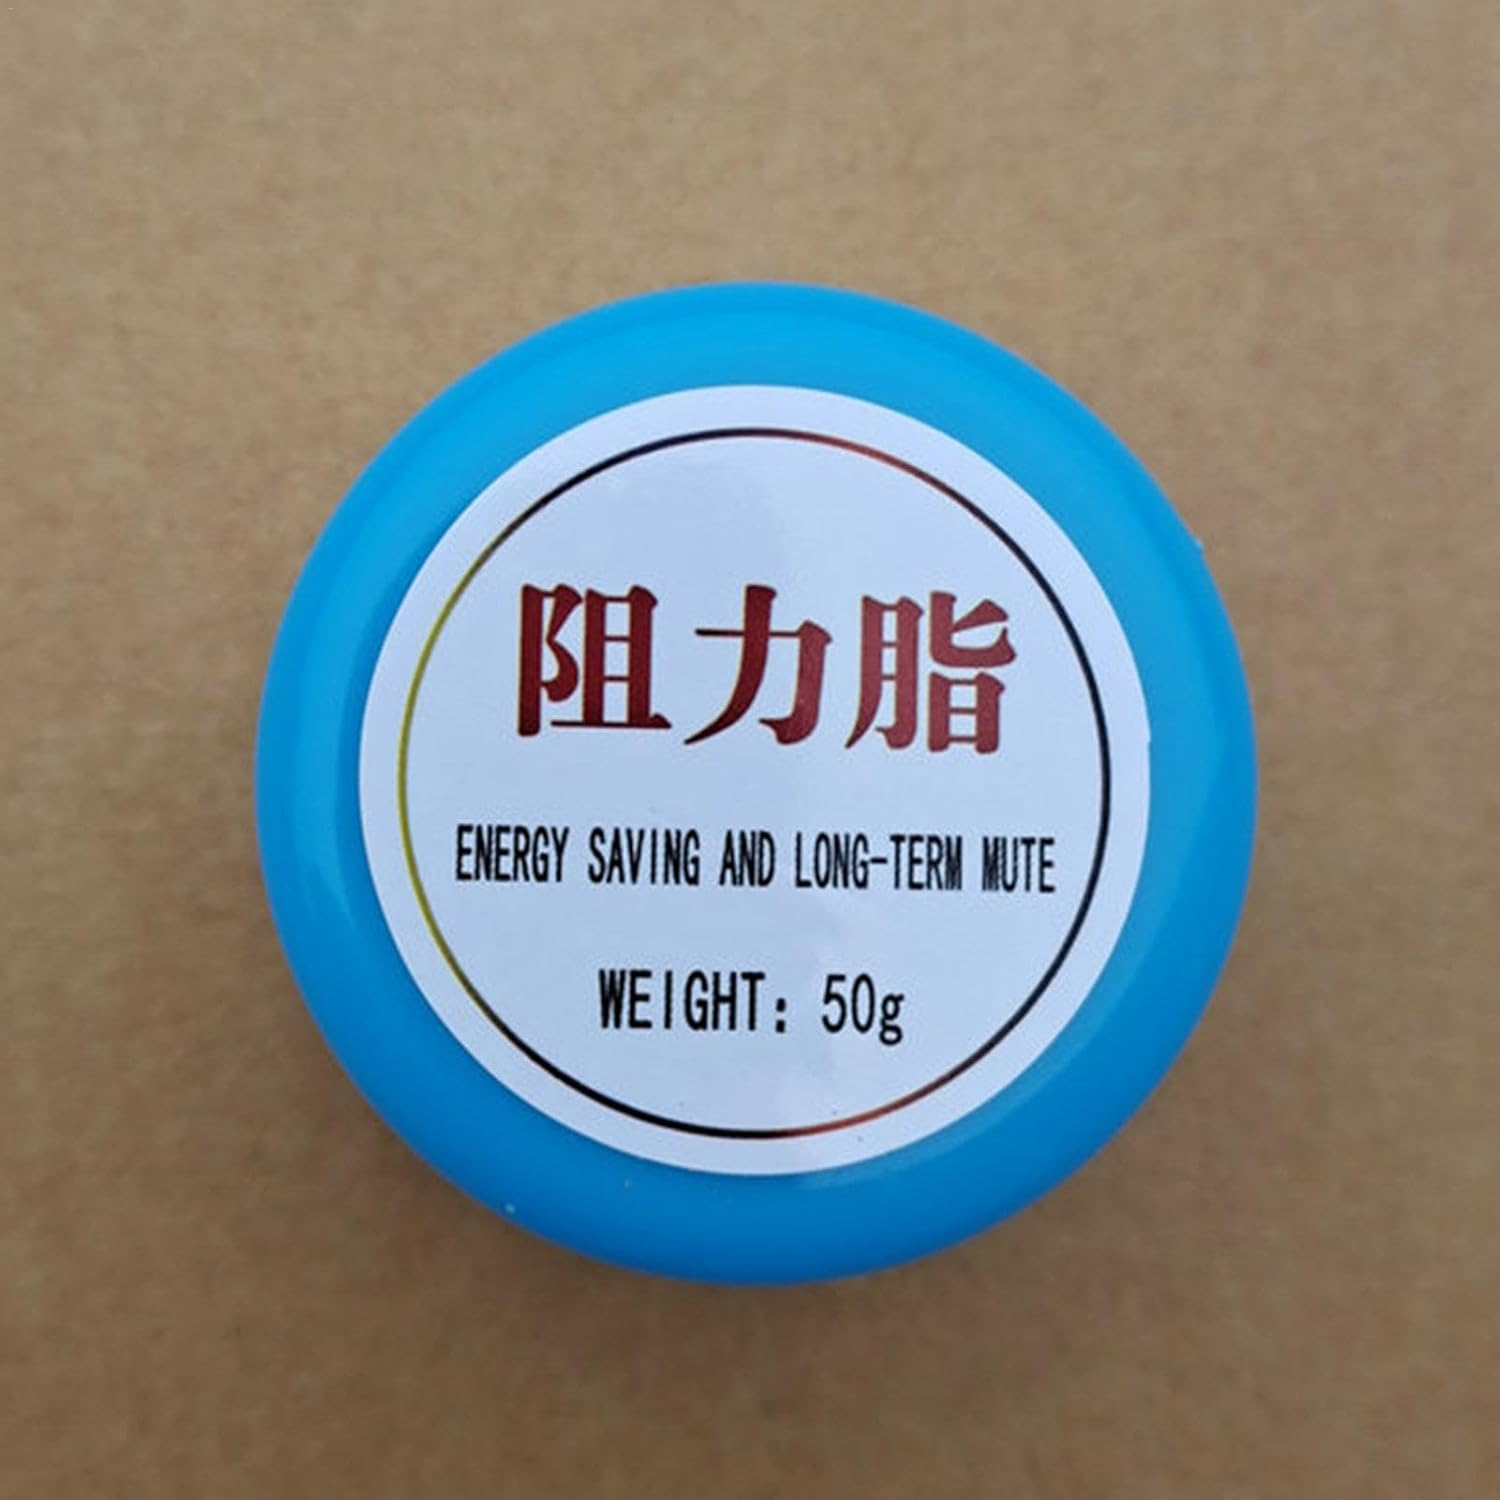 阻力脂
ENERGY SAVING AND LONG-TERM MUTE
WEIGHT: 50g